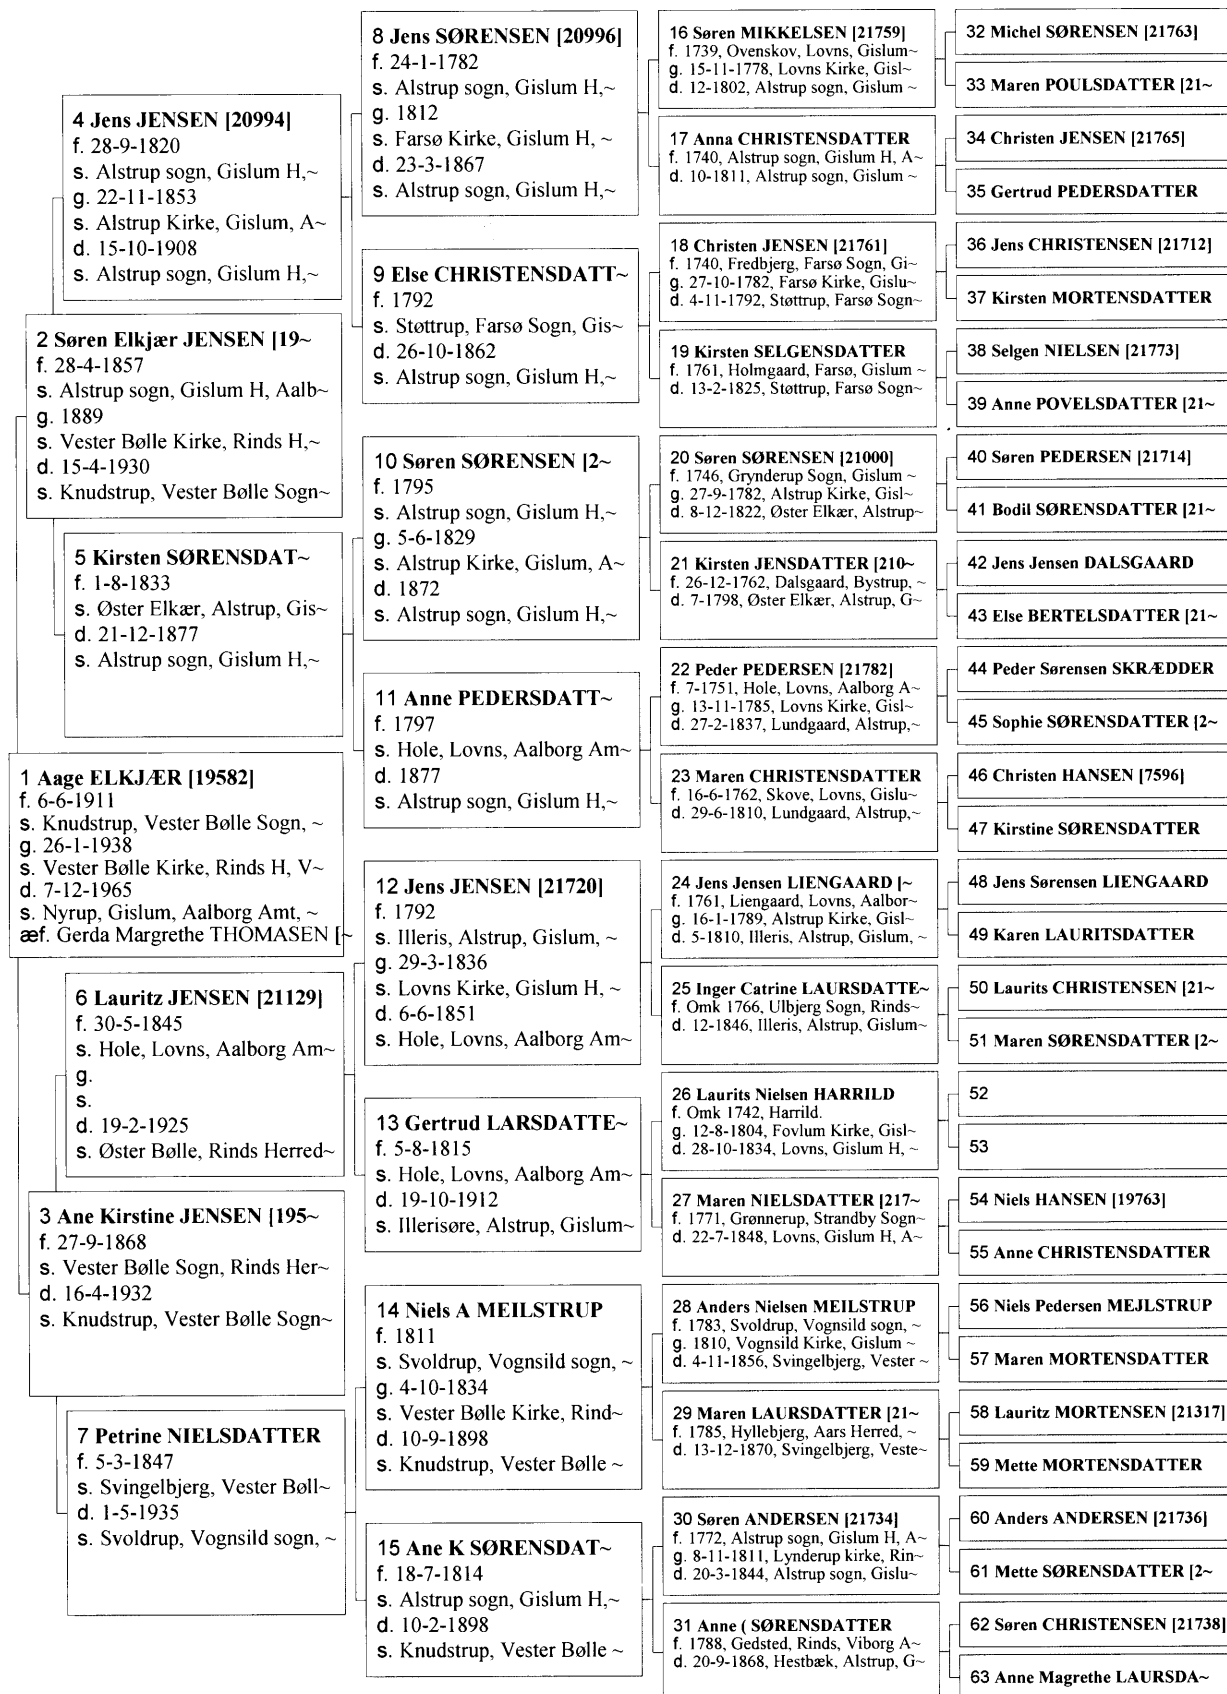 8 Jens SØRENSEN [20996]
f. 24-1-1782
s. Alstrup sogn, Gislum H,~
g. 1812
s. Farsø Kirke, Gislum H, ~
d. 23-3-1867
s. Alstrup sogn, Gislum H,~
16 Søren MIKKELSEN [21759]
f. 1739, Ovenskov, Lovns, Gislum~
g. 15-11-1778, Lovns Kirke, Gisl~
d. 12-1802, Alstrup sogn, Gislum ~
32 Michel SØRENSEN [21763]
33 Maren POULSDATTER [21~
4 Jens JENSEN [20994]
f. 28-9-1820
s. Alstrup sogn, Gislum H,~
g. 22-11-1853
s. Alstrup Kirke, Gislum, A~
d. 15-10-1908
s. Alstrup sogn, Gislum H,~
17 Anna CHRISTENSDATTER
f. 1740, Alstrup sogn, Gislum H, A~
d. 10-1811, Alstrup sogn, Gislum ~
34 Christen JENSEN [21765]
35 Gertrud PEDERSDATTER
9 Else CHRISTENSDATT~
f. 1792
s. Støttrup, Farsø Sogn, Gis~
d. 26-10-1862
s. Alstrup sogn, Gislum H,~
18 Christen JENSEN [21761]
f. 1740, Fredbjerg, Farsø Sogn, Gi~
g. 27-10-1782, Farsø Kirke, Gislu~
d. 4-11-1792, Støttrup, Farsø Sogn~
36 Jens CHRISTENSEN [21712]
37 Kirsten MORTENSDATTER
2 Søren Elkjær JENSEN [19~
f. 28-4-1857
s. Alstrup sogn, Gislum H, Aalb~
g. 1889
s. Vester Bølle Kirke, Rinds H,~
d. 15-4-1930
s. Knudstrup, Vester Bølle Sogn~
19 Kirsten SELGENSDATTER
f. 1761, Holmgaard, Farsø, Gislum ~
d. 13-2-1825, Støttrup, Farsø Sogn~
38 Selgen NIELSEN [21773]
39 Anne POVELSDATTER [21~
10 Søren SØRENSEN [2~
f. 1795
s. Alstrup sogn, Gislum H,~
g. 5-6-1829
s. Alstrup Kirke, Gislum, A~
d. 1872
s. Alstrup sogn, Gislum H,~
20 Søren SØRENSEN [21000]
f. 1746, Grynderup Sogn, Gislum ~
g. 27-9-1782, Alstrup Kirke, Gisl~
d. 8-12-1822, Øster Elkær, Alstrup~
40 Søren PEDERSEN [21714]
41 Bodil SØRENSDATTER [21~
5 Kirsten SØRENSDAT~
f. 1-8-1833
s. Øster Elkær, Alstrup, Gis~
d. 21-12-1877
s. Alstrup sogn, Gislum H,~
21 Kirsten JENSDATTER [210~
f. 26-12-1762, Dalsgaard, Bystrup, ~
d. 7-1798, Øster Elkær, Alstrup, G~
42 Jens Jensen DALSGAARD
43 Else BERTELSDATTER [21~
11 Anne PEDERSDATT~
f. 1797
s. Hole, Lovns, Aalborg Am~
d. 1877
s. Alstrup sogn, Gislum H,~
22 Peder PEDERSEN [21782]
f. 7-1751, Hole, Lovns, Aalborg A~
g. 13-11-1785, Lovns Kirke, Gisl~
d. 27-2-1837, Lundgaard, Alstrup,~
44 Peder Sørensen SKRÆDDER
45 Sophie SØRENSDATTER [2~
1 Aage ELKJÆR [19582]
f. 6-6-1911
s. Knudstrup, Vester Bølle Sogn, ~
g. 26-1-1938
s. Vester Bølle Kirke, Rinds H, V~
d. 7-12-1965
s. Nyrup, Gislum, Aalborg Amt, ~
æf. Gerda Margrethe THOMASEN [~
23 Maren CHRISTENSDATTER
f. 16-6-1762, Skove, Lovns, Gislu~
d. 29-6-1810, Lundgaard, Alstrup,~
46 Christen HANSEN [7596]
47 Kirstine SØRENSDATTER
12 Jens JENSEN [21720]
f. 1792
s. Illeris, Alstrup, Gislum, ~
g. 29-3-1836
s. Lovns Kirke, Gislum H, ~
d. 6-6-1851
s. Hole, Lovns, Aalborg Am~
24 Jens Jensen LIENGAARD [~
f. 1761, Liengaard, Lovns, Aalbor~
g. 16-1-1789, Alstrup Kirke, Gisl~
d. 5-1810, Illeris, Alstrup, Gislum, ~
48 Jens Sørensen LIENGAARD
49 Karen LAURITSDATTER
6 Lauritz JENSEN [21129]
f. 30-5-1845
s. Hole, Lovns, Aalborg Am~
g.
s.
d. 19-2-1925
s. Øster Bølle, Rinds Herred~
25 Inger Catrine LAURSDATTE~
f. Omk 1766, Ulbjerg Sogn, Rinds~
d. 12-1846, Illeris, Alstrup, Gislum~
50 Laurits CHRISTENSEN [21~
51 Maren SØRENSDATTER [2~
13 Gertrud LARSDATTE~
f. 5-8-1815
s. Hole, Lovns, Aalborg Am~
d. 19-10-1912
s. Illerisøre, Alstrup, Gislum~
26 Laurits Nielsen HARRILD
f. Omk 1742, Harrild.
g. 12-8-1804, Fovlum Kirke, Gisl~
d. 28-10-1834, Lovns, Gislum H, ~
52
53
3 Ane Kirstine JENSEN [195~
f. 27-9-1868
s. Vester Bølle Sogn, Rinds Her~
d. 16-4-1932
s. Knudstrup, Vester Bølle Sogn~
27 Maren NIELSDATTER [217~
f. 1771, Grønnerup, Strandby Sogn~
d. 22-7-1848, Lovns, Gislum H, A~
54 Niels HANSEN [19763]
55 Anne CHRISTENSDATTER
14 Niels A MEILSTRUP
f. 1811
s. Svoldrup, Vognsild sogn, ~
g. 4-10-1834
s. Vester Bølle Kirke, Rind~
d. 10-9-1898
s. Knudstrup, Vester Bølle ~
28 Anders Nielsen MEILSTRUP
f. 1783, Svoldrup, Vognsild sogn, ~
g. 1810, Vognsild Kirke, Gislum ~
d. 4-11-1856, Svingelbjerg, Vester ~
56 Niels Pedersen MEJLSTRUP
57 Maren MORTENSDATTER
7 Petrine NIELSDATTER
f. 5-3-1847
s. Svingelbjerg, Vester Bøll~
d. 1-5-1935
s. Svoldrup, Vognsild sogn, ~
29 Maren LAURSDATTER [21~
f. 1785, Hyllebjerg, Aars Herred, ~
d. 13-12-1870, Svingelbjerg, Veste~
58 Lauritz MORTENSEN [21317]
59 Mette MORTENSDATTER
15 Ane K SØRENSDAT~
f. 18-7-1814
s. Alstrup sogn, Gislum H,~
d. 10-2-1898
s. Knudstrup, Vester Bølle ~
30 Søren ANDERSEN [21734]
f. 1772, Alstrup sogn, Gislum H, A~
g. 8-11-1811, Lynderup kirke, Rin~
d. 20-3-1844, Alstrup sogn, Gislu~
60 Anders ANDERSEN [21736]
61 Mette SØRENSDATTER [2~
31 Anne ( SØRENSDATTER
f. 1788, Gedsted, Rinds, Viborg A~
d. 20-9-1868, Hestbæk, Alstrup, G~
62 Søren CHRISTENSEN [21738]
63 Anne Magrethe LAURSDA~